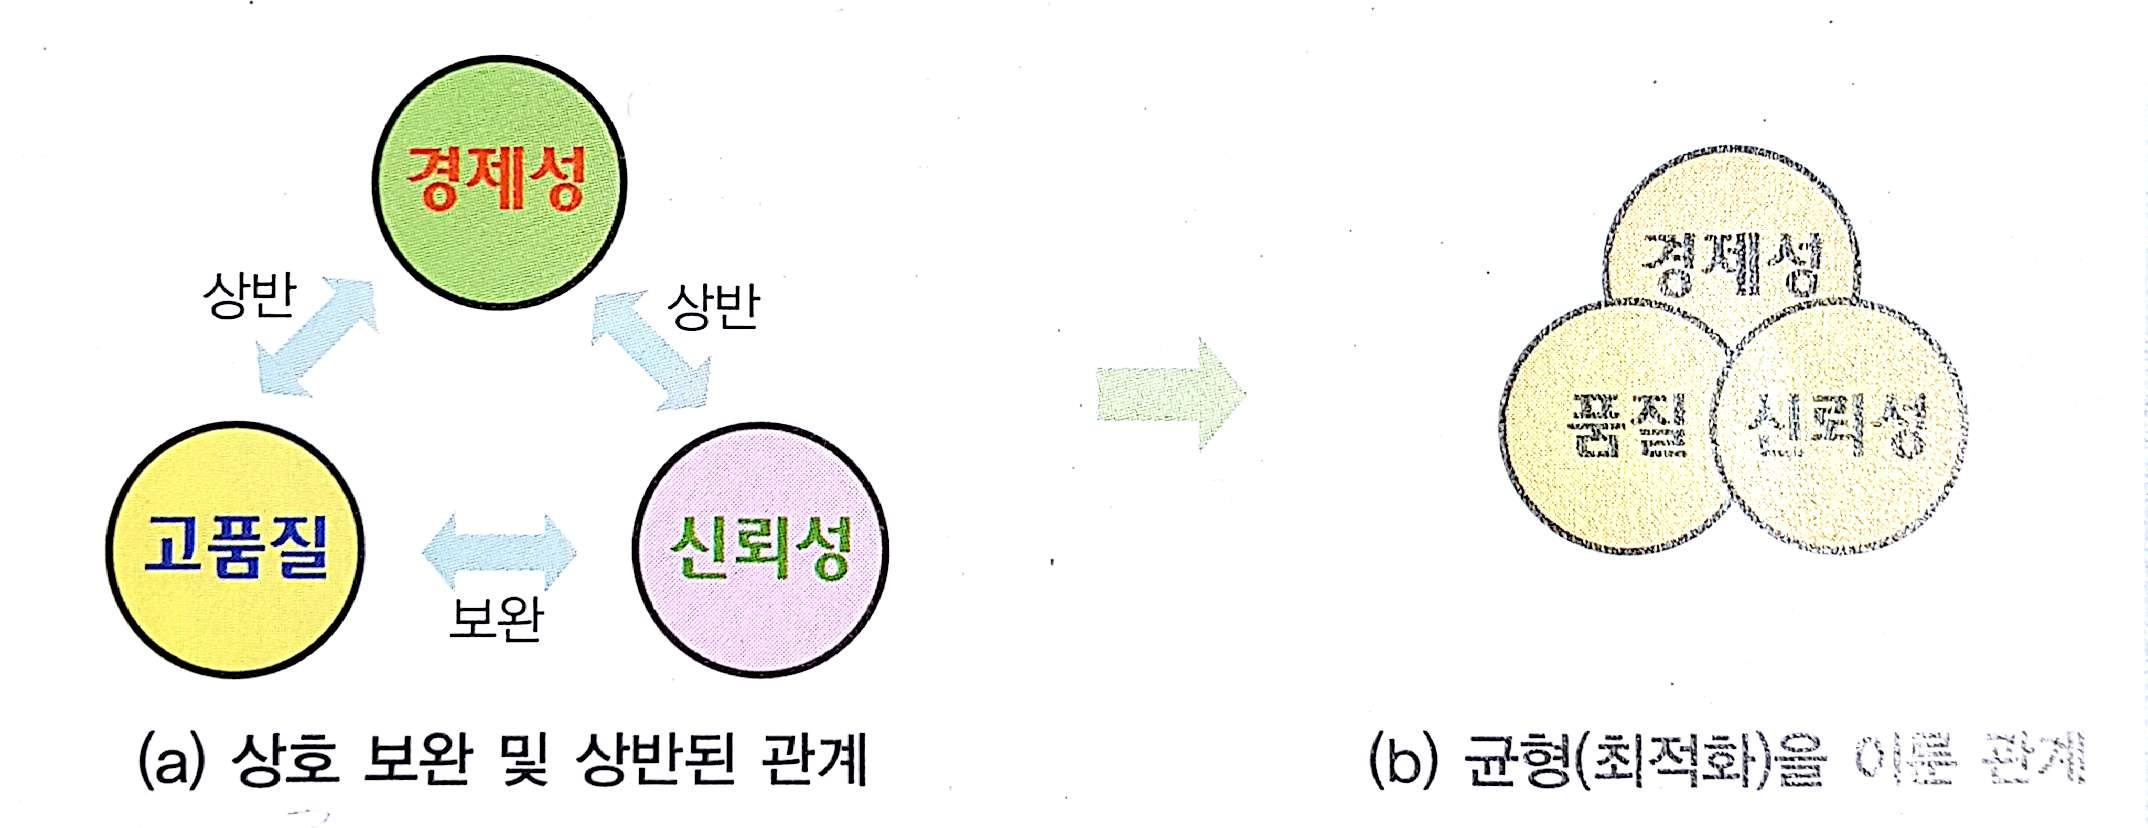 경제성
상반
상반
고품질
신뢰성
보완
(a) 상호 보완 및 상반된 관계
경제성
품질
신뢰성
(b) 균형(최적화)을 이룬 관계